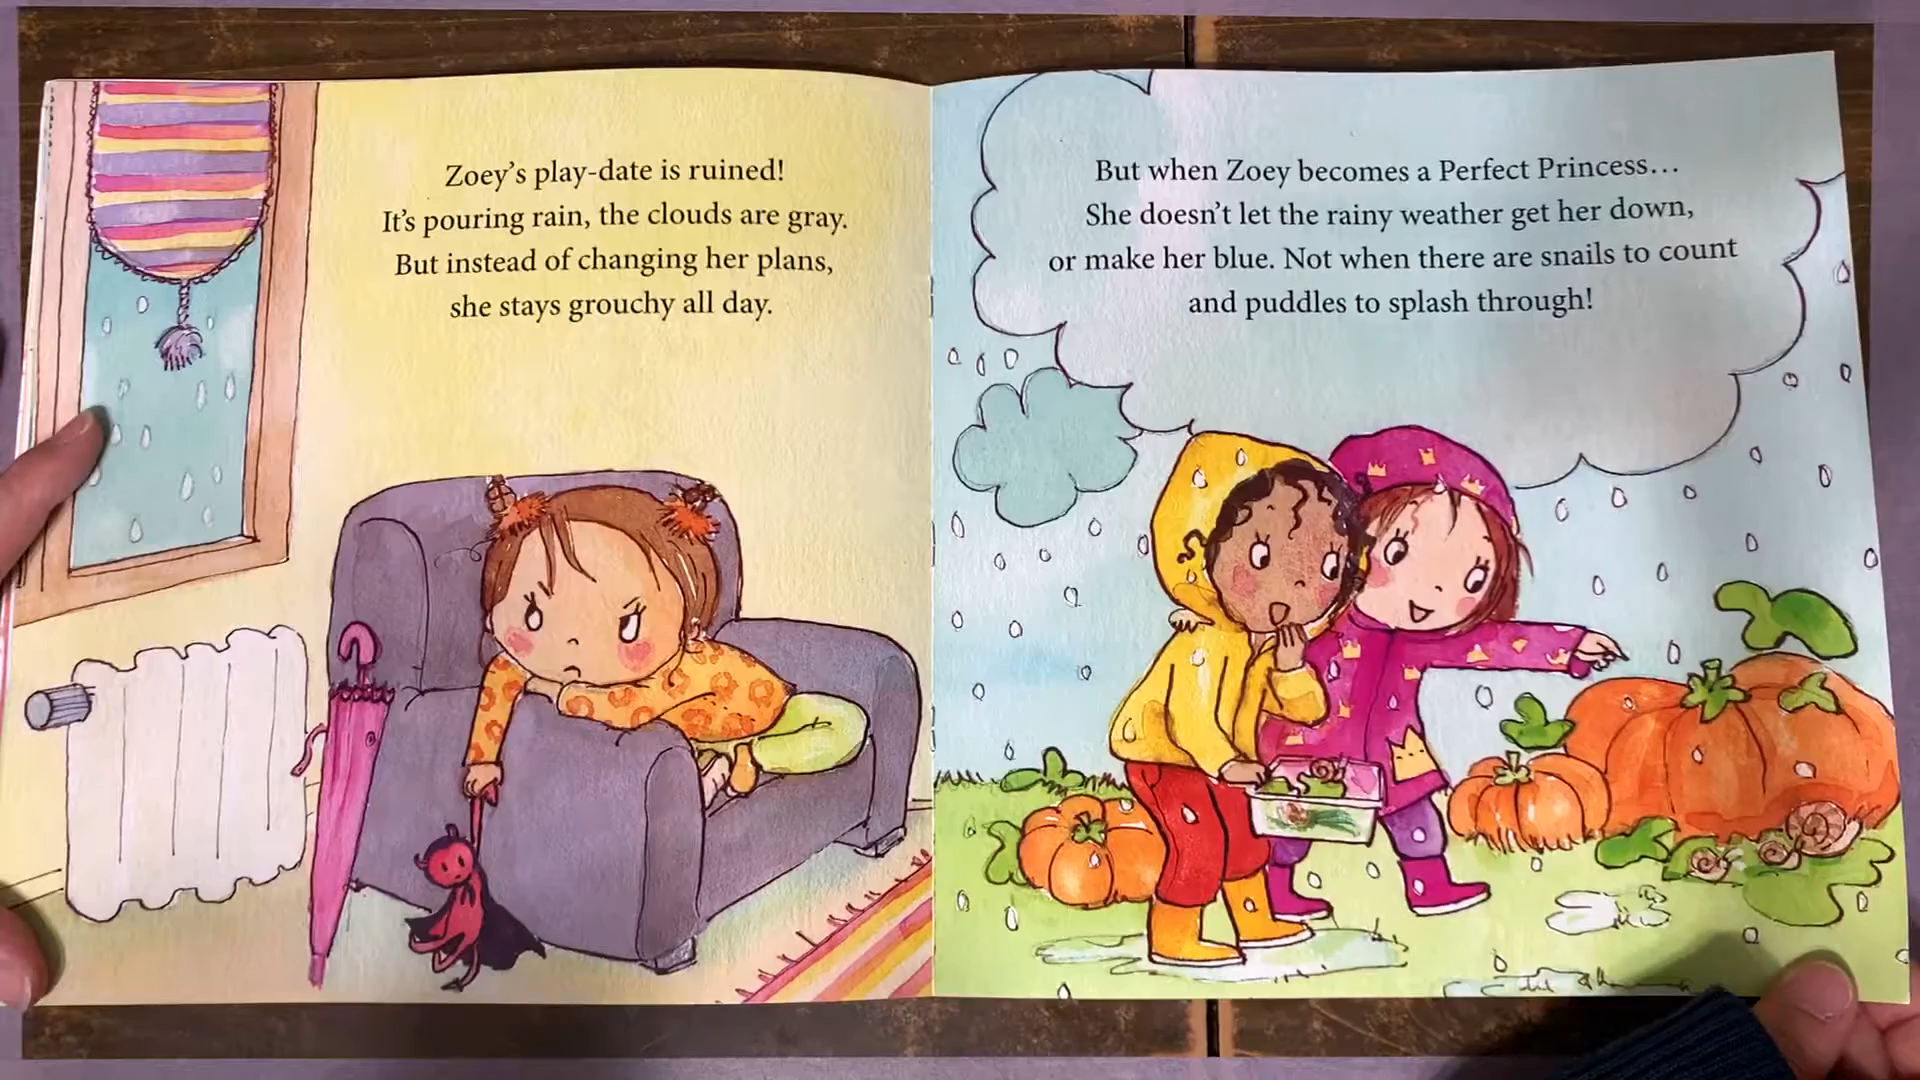 Zoey’s play-date is ruined!
It’s pouring rain, the clouds are gray.
But instead of changing her plans,
she stays grouchy all day.
But when Zoey becomes a Perfect Princess…
She doesn’t let the rainy weather get her down,
or make her blue. Not when there are snails to count
and puddles to splash through!